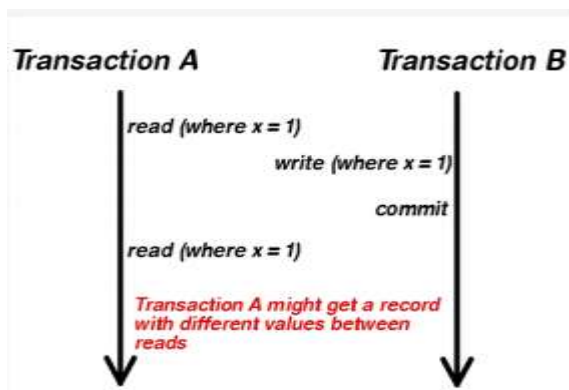 Transaction A
Transaction B
read (where x = 1)
write (where x = 1)
commit
read (where x = 1)
Transaction A might get a record
with different values between
reads